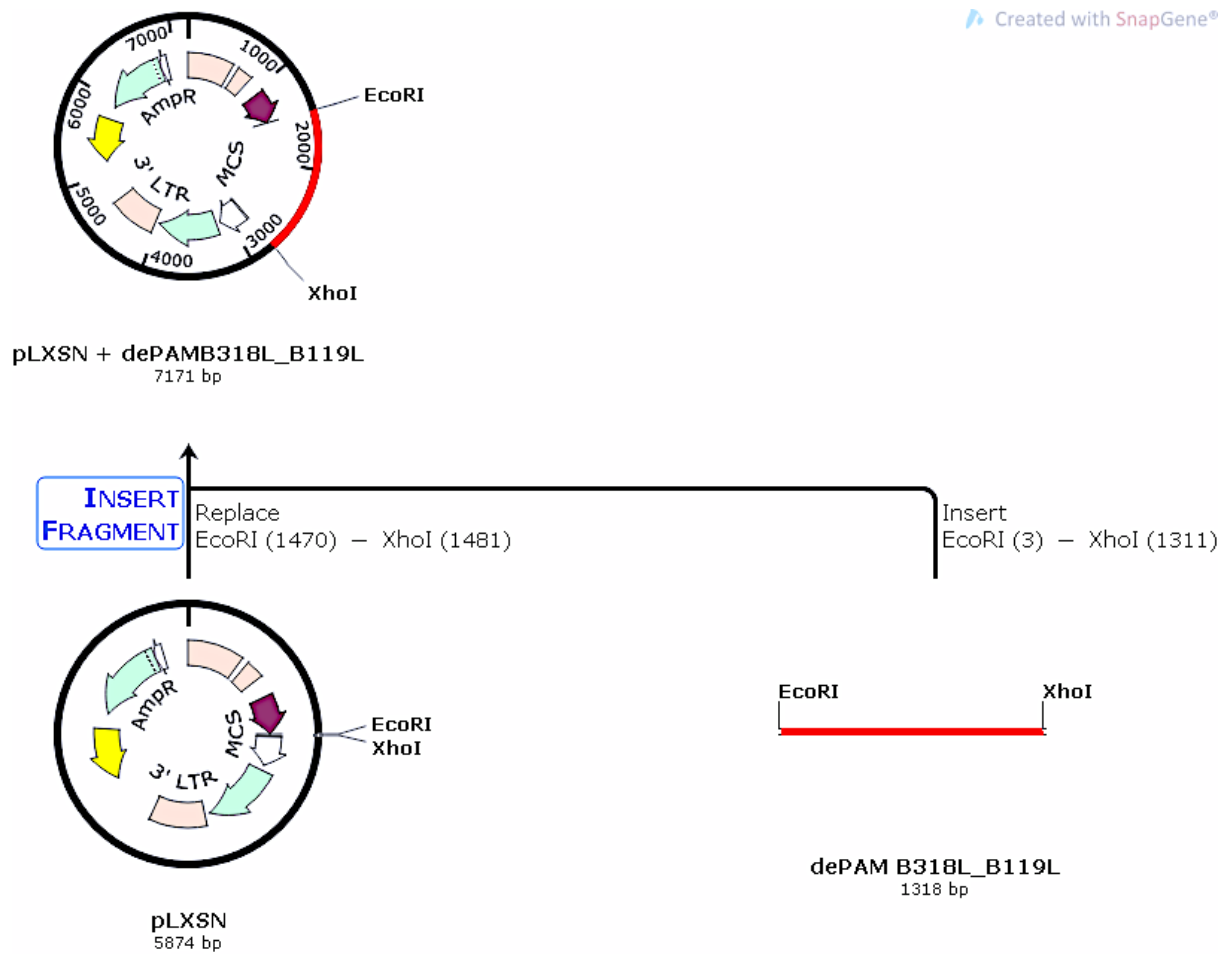 Created with SnapGene®
7000
1000
6000
AmpR
EcoRI
2000
MCS
3' LTR
5000
3000
4000
XhoI
pLXSN + dePAMB318L_B119L
7171 bp
INSERT
FRAGMENT
Replace
EcoRI (1470) – XhoI (1481)
Insert
EcoRI (3) – XhoI (1311)
AmpR
MCS
3' LTR
EcoRI
XhoI
EcoRI
XhoI
dePAM B318L_B119L
1318 bp
pLXSN
5874 bp